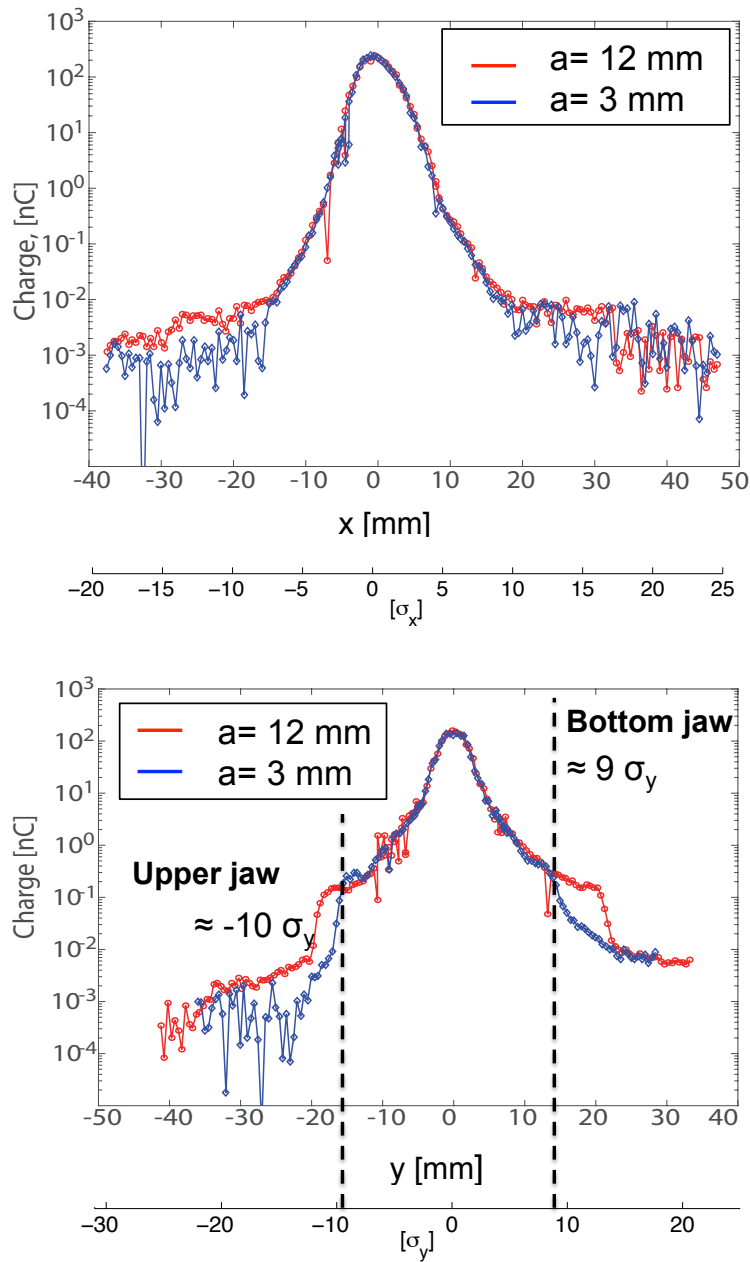 10³
10²
10¹
10⁰
10⁻¹
10⁻²
10⁻³
10⁻⁴
Charge, [nC]
a= 12 mm
a= 3 mm
-40 -30 -20 -10 0 10 20 30 40 50
x [mm]
−20 −15 −10 −5 0 5 10 15 20 25
[σx]
10³
10²
10¹
10⁰
10⁻¹
10⁻²
10⁻³
10⁻⁴
Charge [nC]
a= 12 mm
a= 3 mm
Bottom jaw
≈ 9 σy
Upper jaw
≈ -10 σy
-50 -40 -30 -20 -10 0 10 20 30 40
y [mm]
−30 −20 −10 0 10 20
[σy]